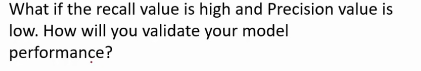 What if the recall value is high and Precision value is
low. How will you validate your model
performance?